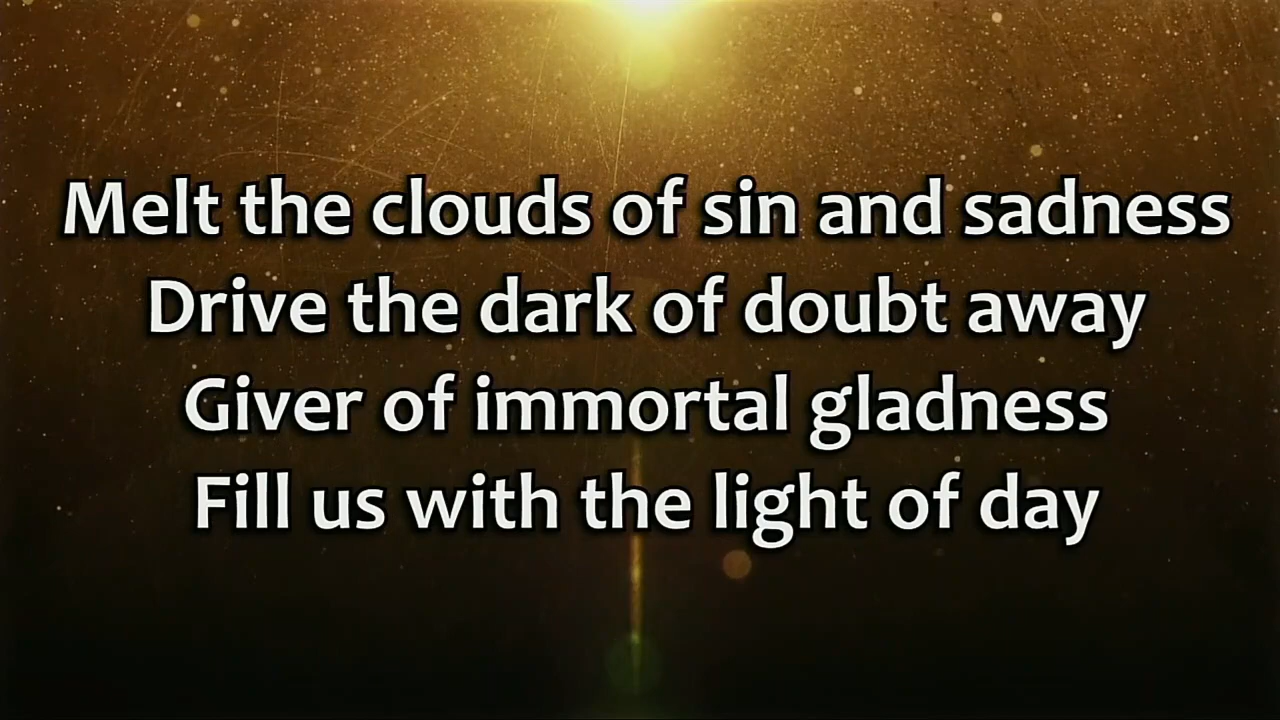 Melt the clouds of sin and sadness
Drive the dark of doubt away
Giver of immortal gladness
Fill us with the light of day